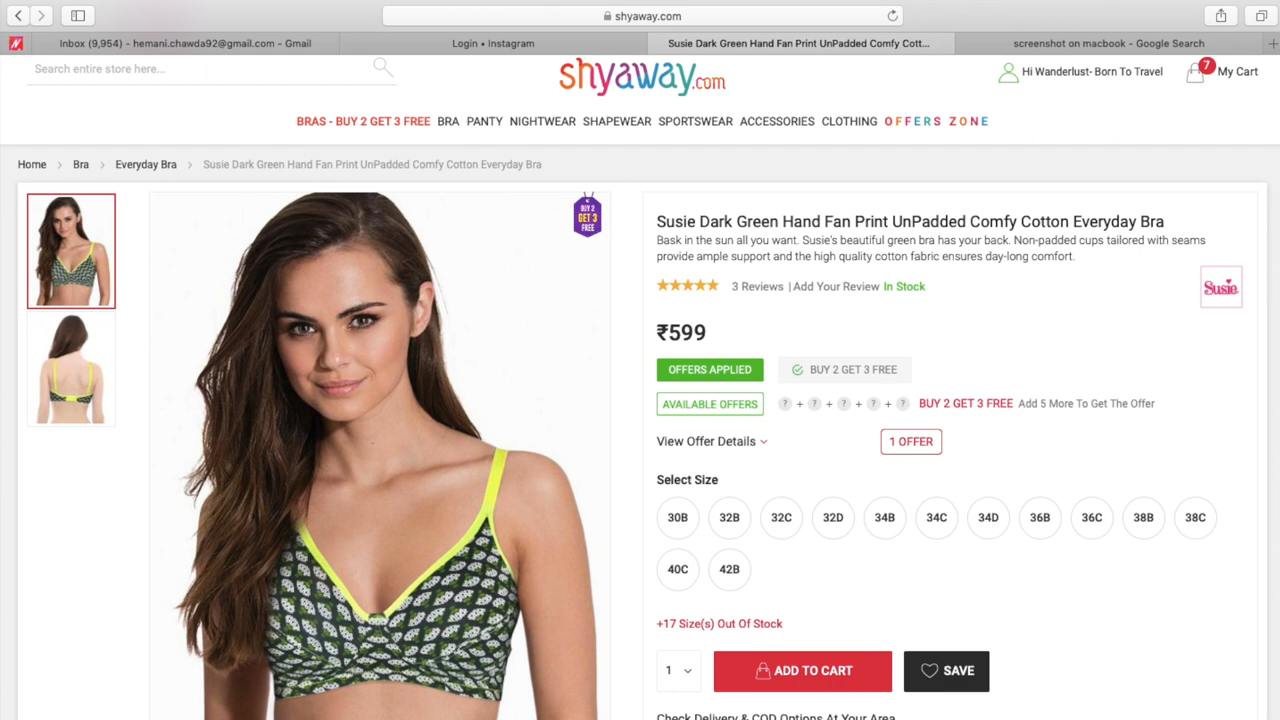 shyaway.com
Inbox (9,954) - hemani.chawda92@gmail.com - Gmail
Login • Instagram
Susie Dark Green Hand Fan Print UnPadded Comfy Cott...
screenshot on macbook - Google Search
Search entire store here...
shyaway.com
Hi Wanderlust- Born To Travel
7
My Cart
BRAS - BUY 2 GET 3 FREE BRA PANTY NIGHTWEAR SHAPEWEAR SPORTSWEAR ACCESSORIES CLOTHING OFFERS ZONE
Home > Bra > Everyday Bra > Susie Dark Green Hand Fan Print UnPadded Comfy Cotton Everyday Bra
BUY 2
GET 3
FREE
Susie Dark Green Hand Fan Print UnPadded Comfy Cotton Everyday Bra
Bask in the sun all you want. Susie's beautiful green bra has your back. Non-padded cups tailored with seams
provide ample support and the high quality cotton fabric ensures day-long comfort.
3 Reviews | Add Your Review In Stock
Susie
₹599
OFFERS APPLIED
BUY 2 GET 3 FREE
AVAILABLE OFFERS
? + ? + ? + ? + ? BUY 2 GET 3 FREE Add 5 More To Get The Offer
View Offer Details
1 OFFER
Select Size
30B 32B 32C 32D 34B 34C 34D 36B 36C 38B 38C
40C 42B
+17 Size(s) Out Of Stock
1
ADD TO CART
SAVE
Check Delivery & COD Options At Your Area